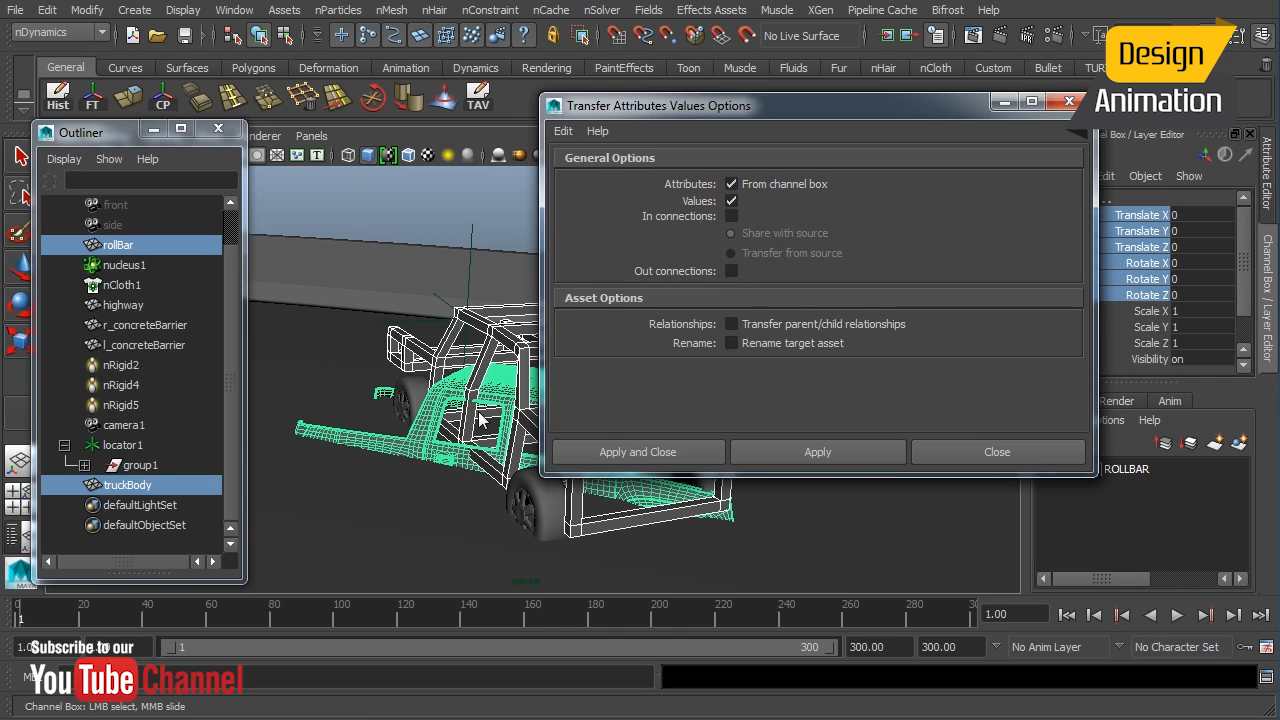 File Edit Modify Create Display Window Assets nParticles nMesh nHair nConstraint nCache nSolver Fields Effects Assets Muscle XGen Pipeline Cache Bifrost Help
nDynamics
No Live Surface
Design
Animation
General Curves Surfaces Polygons Deformation Animation Dynamics Rendering PaintEffects Toon Muscle Fluids Fur nHair nCloth Custom Bullet TUR
Hist FT CP TAV
Outliner
Display Show Help
front
side
rollBar
nucleus1
nCloth1
highway
r_concreteBarrier
l_concreteBarrier
nRigid2
nRigid4
nRigid5
camera1
locator1
group1
truckBody
defaultLightSet
defaultObjectSet
nderer Panels
persp
Transfer Attributes Values Options
Edit Help
General Options
Attributes: From channel box
Values:
In connections:
Share with source
Transfer from source
Out connections:
Asset Options
Relationships: Transfer parent/child relationships
Rename: Rename target asset
Apply and Close Apply Close
el Box / Layer Editor
dit Object Show
Translate X 0
Translate Y 0
Translate Z 0
Rotate X 0
Rotate Y 0
Rotate Z 0
Scale X 1
Scale Y 1
Scale Z 1
Visibility on
Attribute Editor
Channel Box / Layer Editor
Render Anim
tions Help
ROLLBAR
20 40 60 80 100 120 140 160 180 200 220 240 260 280 30
1
1.00
1 300
300.00 300.00 No Anim Layer No Character Set
Subscribe to our
YouTube Channel
Channel Box: LMB select, MMB slide